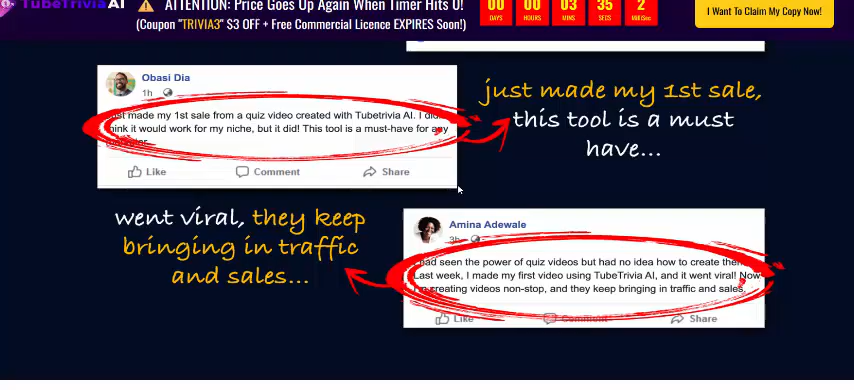 TubeTrivia AI
ATTENTION: Price Goes Up Again When Timer Hits 0!
(Coupon "TRIVIA3" $3 OFF + Free Commercial Licence EXPIRES Soon!)
00 00 03 35 2
DAYS HOURS MINS SECS MilliSec
I Want To Claim My Copy Now!
Obasi Dia
1h
made my 1st sale from a quiz video created with Tubetrivia AI. I
it would work for my niche, but it did! This tool is a must-have for any
Like Comment Share
just made my 1st sale,
this tool is a must
have...
went viral, they keep
bringing in traffic
and sales...
Amina Adewale
3h
had seen the power of quiz videos but had no idea how to create
Last week, I made my first video using TubeTrivia AI, and it went viral! Now
creating videos non-stop, and they keep bringing in traffic and sales.
Like Comment Share